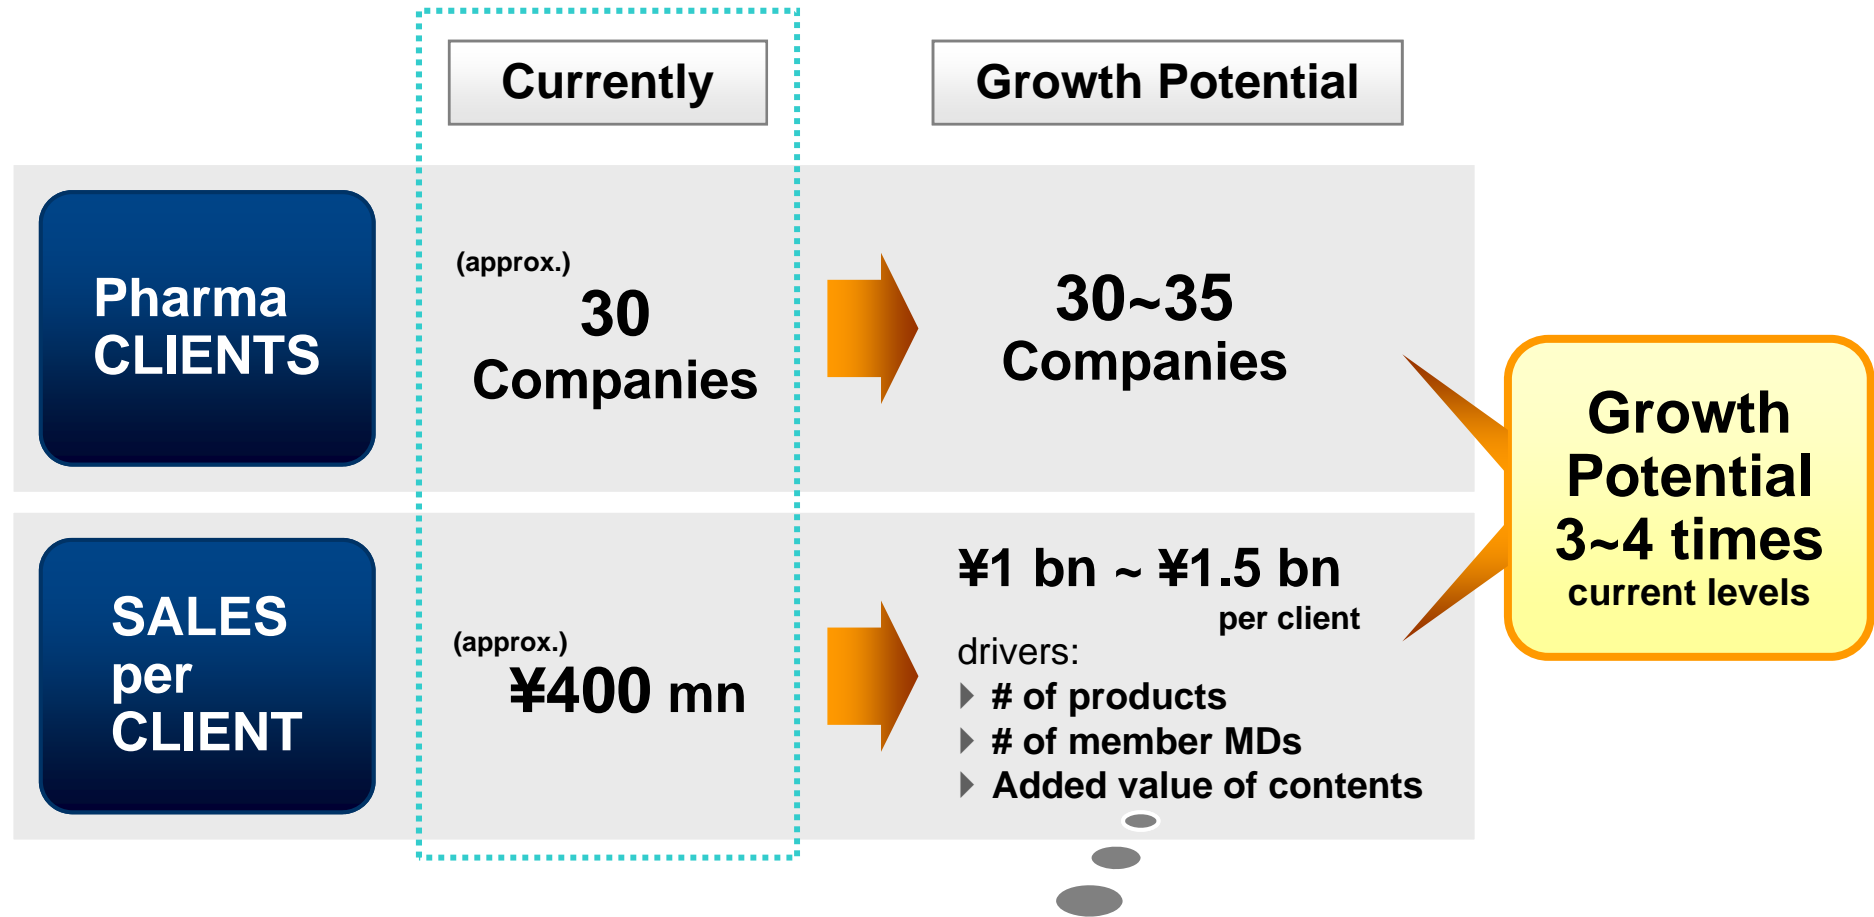 Currently
Growth Potential
Pharma
CLIENTS
(approx.)
30
Companies
30~35
Companies
Growth
Potential
3~4 times
current levels
SALES
per
CLIENT
(approx.)
¥400 mn
¥1 bn ~ ¥1.5 bn
per client
drivers:
# of products
# of member MDs
Added value of contents